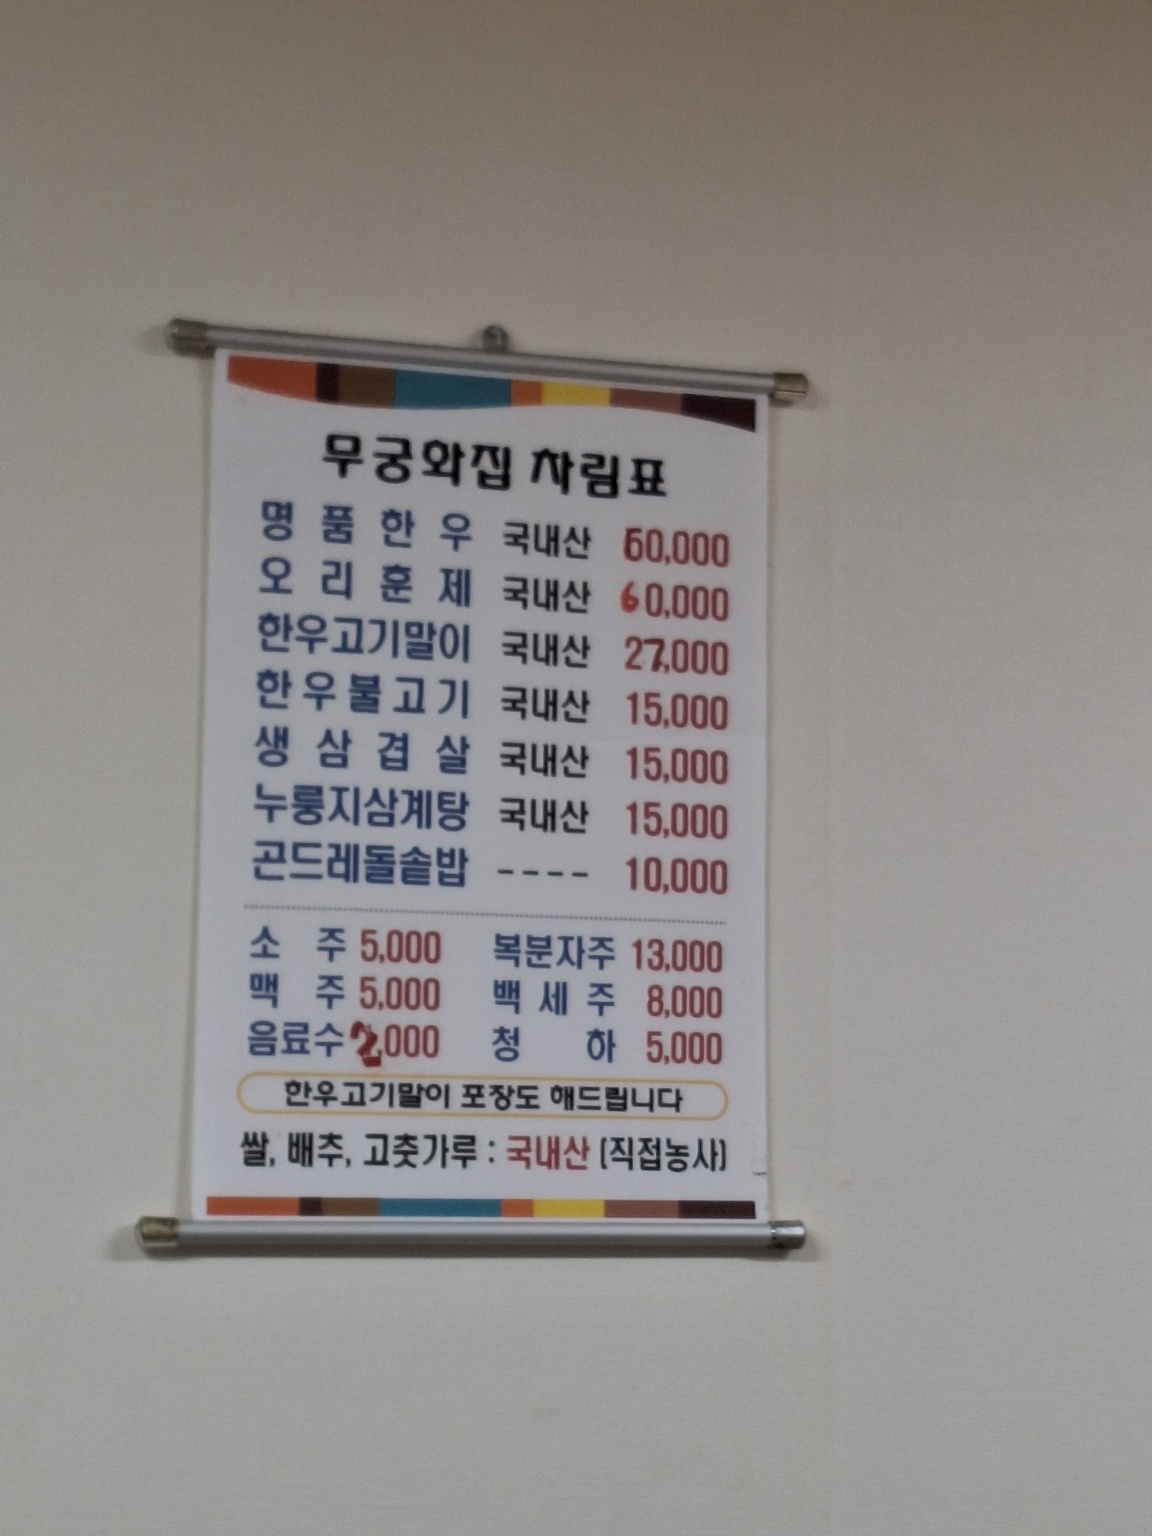 무궁화집 차림표
명품한우 국내산 60,000
오리훈제 국내산 60,000
한우고기말이 국내산 27,000
한우불고기 국내산 15,000
생삼겹살 국내산 15,000
누룽지삼계탕 국내산 15,000
곤드레돌솥밥 ---- 10,000
소주 5,000 복분자주 13,000
맥주 5,000 백세주 8,000
음료수 2,000 청하 5,000
한우고기말이 포장도 해드립니다
쌀, 배추, 고춧가루 : 국내산 [직접농사]